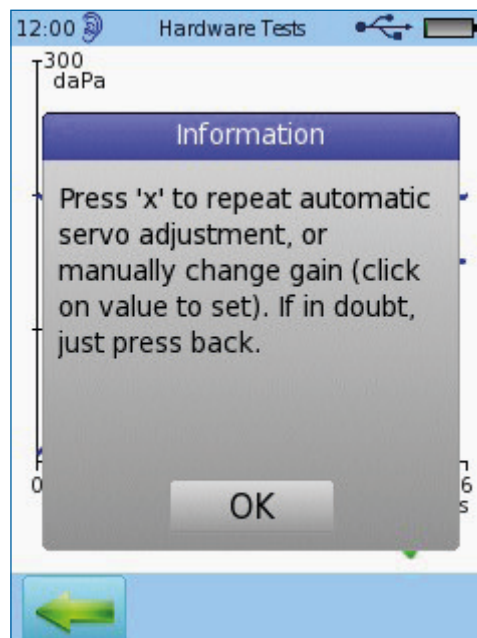 12:00 Hardware Tests
300
daPa
Information
Press 'x' to repeat automatic
servo adjustment, or
manually change gain (click
on value to set). If in doubt,
just press back.
0 6
s
OK